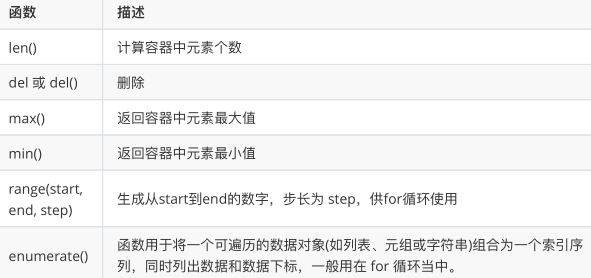 函数 描述
len() 计算容器中元素个数
del 或 del() 删除
max() 返回容器中元素最大值
min() 返回容器中元素最小值
range(start,
end, step) 生成从start到end的数字，步长为 step，供for循环使用
enumerate() 函数用于将一个可遍历的数据对象(如列表、元组或字符串)组合为一个索引序
列，同时列出数据和数据下标，一般用在 for 循环当中。